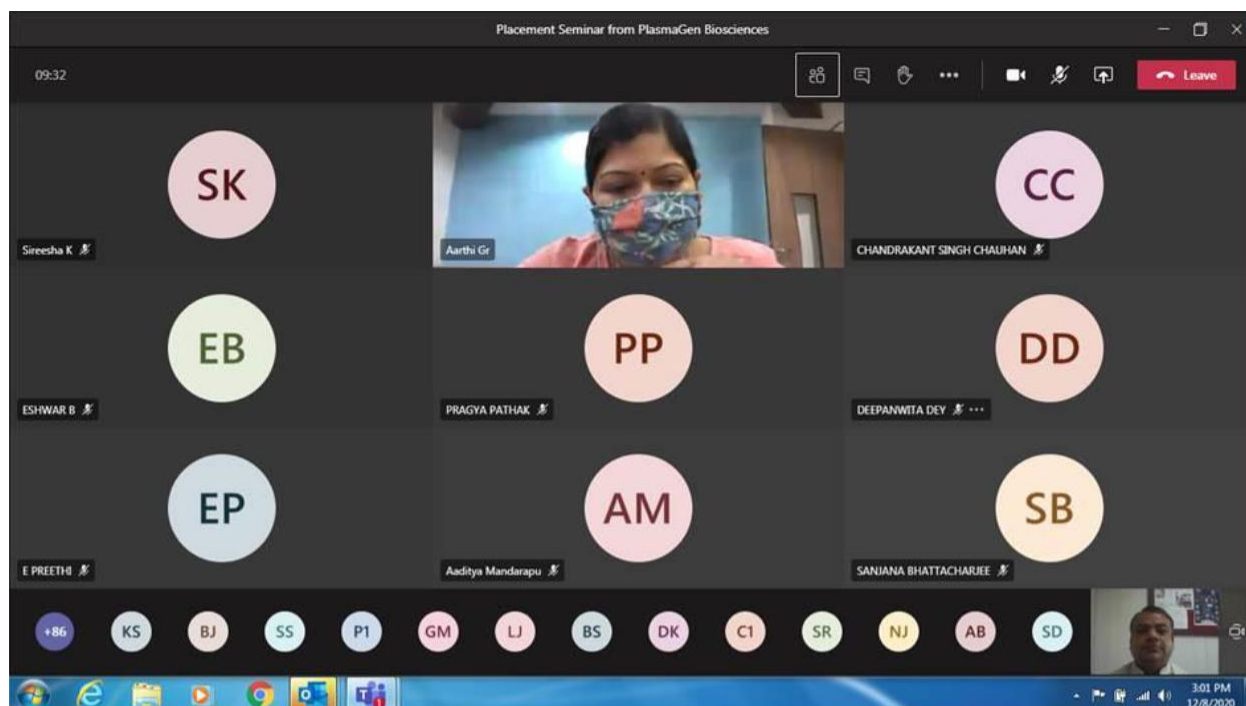 Placement Seminar from PlasmaGen Biosciences
09:32
Leave
SK
Sireesha K
Aarthi Gr
CC
CHANDRAKANT SINGH CHAUHAN
EB
ESHWAR B
PP
PRAGYA PATHAK
DD
DEEPANWITA DEY
EP
E PREETHI
AM
Aaditya Mandarapu
SB
SANJANA BHATTACHARJEE
+86
KS
BJ
SS
P1
GM
LJ
BS
DK
C1
SR
NJ
AB
SD
3:01 PM
12/8/2020